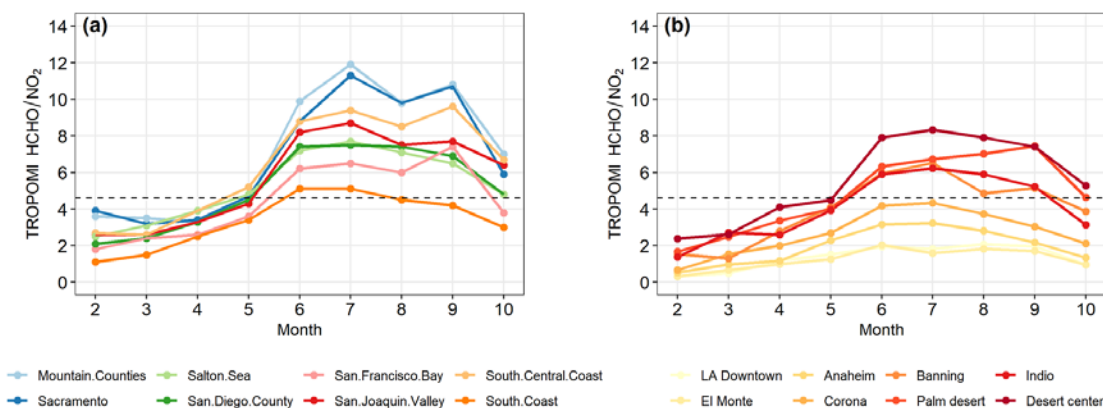 (a)
TROPOMI HCHO/NO₂
14
12
10
8
6
4
2
0
2 3 4 5 6 7 8 9 10
Month
(b)
TROPOMI HCHO/NO₂
14
12
10
8
6
4
2
0
2 3 4 5 6 7 8 9 10
Month
Mountain.Counties Salton.Sea San.Francisco.Bay South.Central.Coast
Sacramento San.Diego.County San.Joaquin.Valley South.Coast
LA Downtown Anaheim Banning Indio
El Monte Corona Palm desert Desert center